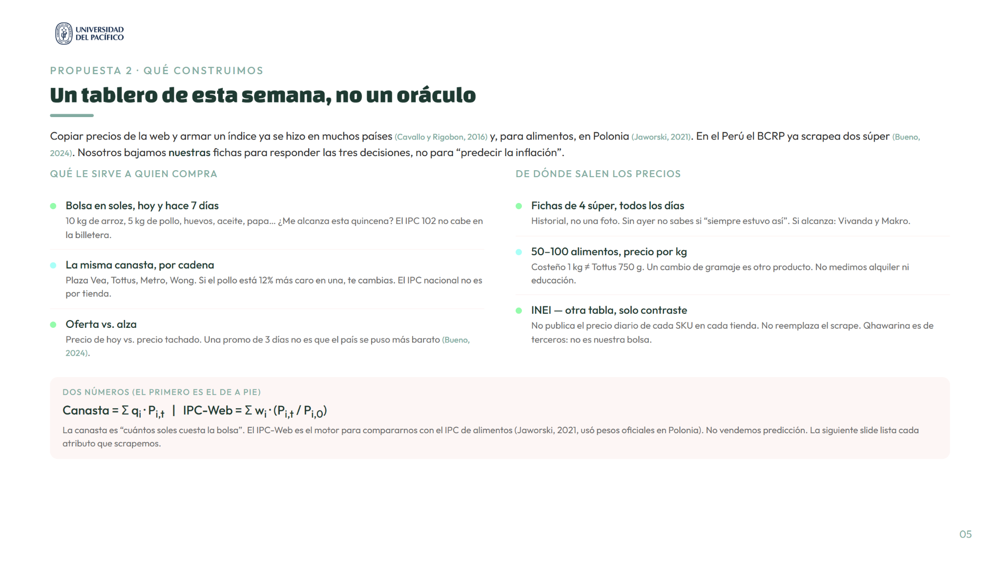 UNIVERSIDAD
DEL PACÍFICO
PROPUESTA 2 · QUÉ CONSTRUIMOS
Un tablero de esta semana, no un oráculo
Copiar precios de la web y armar un índice ya se hizo en muchos países (Cavallo y Rigobon, 2016) y, para alimentos, en Polonia (Jaworski, 2021). En el Perú el BCRP ya scrapea dos súper (Bueno,
2024). Nosotros bajamos nuestras fichas para responder las tres decisiones, no para “predecir la inflación”.
QUÉ LE SIRVE A QUIEN COMPRA
Bolsa en soles, hoy y hace 7 días
10 kg de arroz, 5 kg de pollo, huevos, aceite, papa... ¿Me alcanza esta quincena? El IPC 102 no cabe en
la billetera.
La misma canasta, por cadena
Plaza Vea, Tottus, Metro, Wong. Si el pollo está 12% más caro en una, te cambias. El IPC nacional no es
por tienda.
Oferta vs. alza
Precio de hoy vs. precio tachado. Una promo de 3 días no es que el país se puso más barato (Bueno,
2024).
DE DÓNDE SALEN LOS PRECIOS
Fichas de 4 súper, todos los días
Historial, no una foto. Sin ayer no sabes si “siempre estuvo así”. Si alcanza: Vivanda y Makro.
50–100 alimentos, precio por kg
Costeño 1 kg ≠ Tottus 750 g. Un cambio de gramaje es otro producto. No medimos alquiler ni
educación.
INEI — otra tabla, solo contraste
No publica el precio diario de cada SKU en cada tienda. No reemplaza el scrape. Qhawarina es de
terceros: no es nuestra bolsa.
DOS NÚMEROS (EL PRIMERO ES EL DE A PIE)
Canasta = Σ qi · Pi,t | IPC-Web = Σ wi · (Pi,t / Pi,0)
La canasta es “cuántos soles cuesta la bolsa”. El IPC-Web es el motor para compararnos con el IPC de alimentos (Jaworski, 2021, usó pesos oficiales en Polonia). No vendemos predicción. La siguiente slide lista cada
atributo que scrapemos.
05